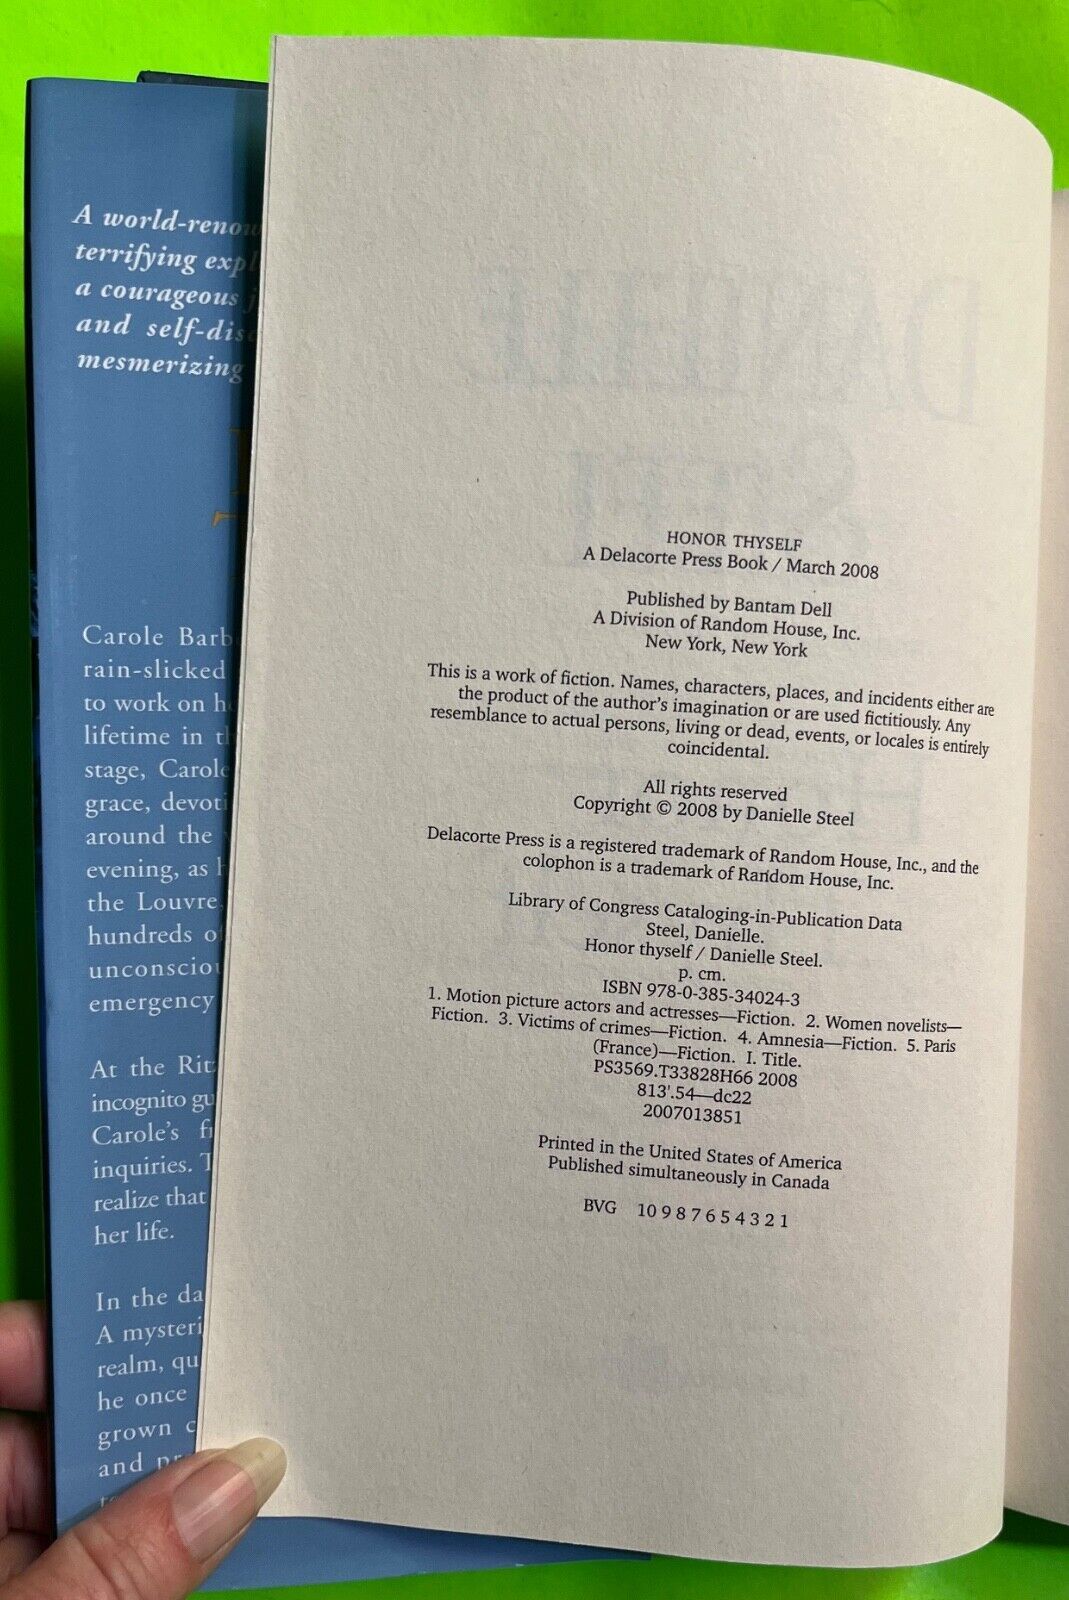 A world-renow
terrifying expl
a courageous j
and self-disc
mesmerizing
Carole Barb
rain-slicked
to work on h
lifetime in th
stage, Carole
grace, devoti
around the
evening, as h
the Louvre,
hundreds o
unconsciou
emergency
At the Ritz
incognito gu
Carole's fi
inquiries. T
realize that
her life.
In the da
A mysteri
realm, qu
he once
grown c
and pr
HONOR THYSELF
A Delacorte Press Book / March 2008
Published by Bantam Dell
A Division of Random House, Inc.
New York, New York
This is a work of fiction. Names, characters, places, and incidents either are
the product of the author's imagination or are used fictitiously. Any
resemblance to actual persons, living or dead, events, or locales is entirely
coincidental.
All rights reserved
Copyright © 2008 by Danielle Steel
Delacorte Press is a registered trademark of Random House, Inc., and the
colophon is a trademark of Random House, Inc.
Library of Congress Cataloging-in-Publication Data
Steel, Danielle.
Honor thyself / Danielle Steel.
p. cm.
ISBN 978-0-385-34024-3
1. Motion picture actors and actresses—Fiction. 2. Women novelists—
Fiction. 3. Victims of crimes—Fiction. 4. Amnesia—Fiction. 5. Paris
(France)—Fiction. I. Title.
PS3569.T33828H66 2008
813'.54—dc22
2007013851
Printed in the United States of America
Published simultaneously in Canada
BVG 10 9 8 7 6 5 4 3 2 1